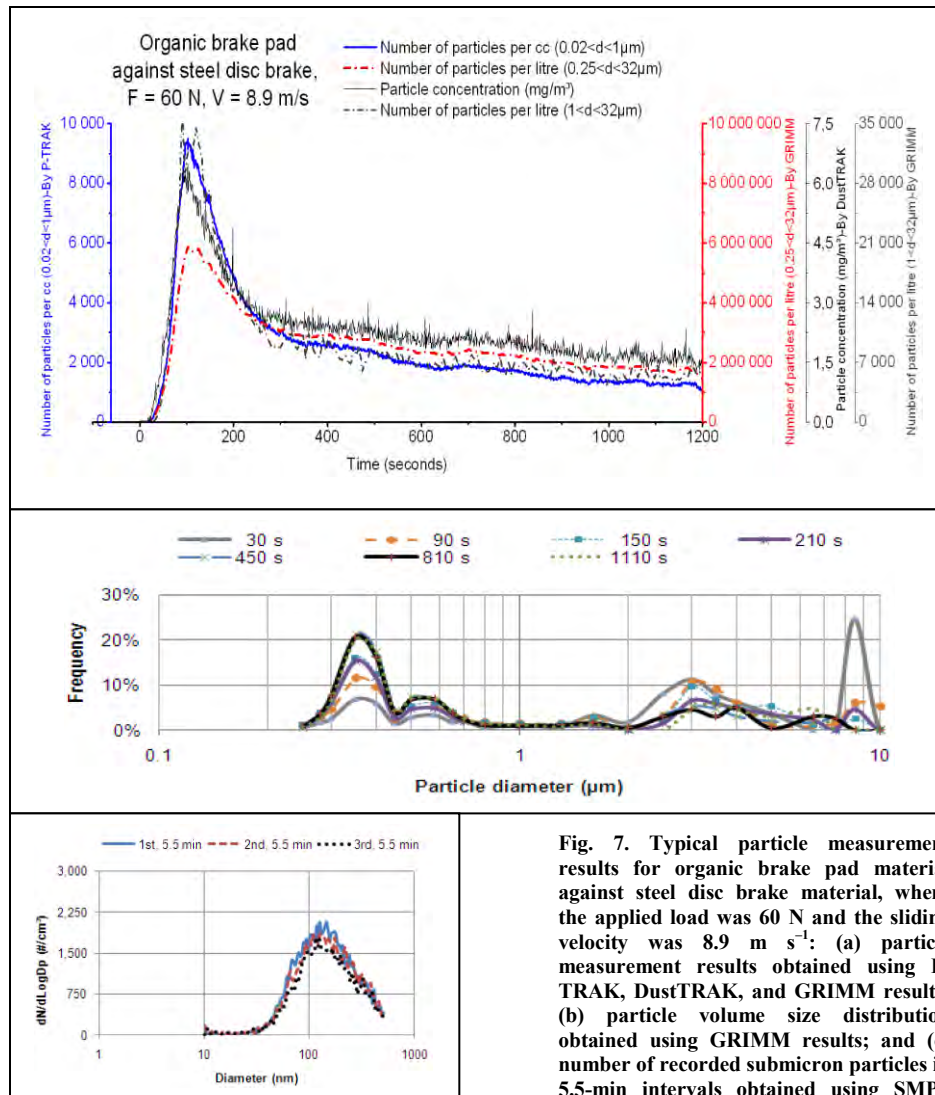 Organic brake pad
against steel disc brake,
F = 60 N, V = 8.9 m/s
Number of particles per cc (0.02<d<1µm)
Number of particles per litre (0.25<d<32µm)
Particle concentration (mg/m³)
Number of particles per litre (1<d<32µm)
Number of particles per cc (0.02<d<1µm)-By P-TRAK
10 000
8 000
6 000
4 000
2 000
0
10 000 000
8 000 000
6 000 000
4 000 000
2 000 000
0
Number of particles per litre (0.25<d<32µm)-By GRIMM
7.5
6.0
4.5
3.0
1.5
0.0
Particle concentration (mg/m³)-By DustTRAK
35 000
28 000
21 000
14 000
7 000
0
Number of particles per litre (1<d<32µm)-By GRIMM
0 200 400 600 800 1000 1200
Time (seconds)
30 s 90 s 150 s 210 s
450 s 810 s 1110 s
Frequency
30%
20%
10%
0%
0.1 1 10
Particle diameter (µm)
1st, 5.5 min 2nd, 5.5 min 3rd, 5.5 min
dN/dLogDp (#/cm³)
3,000
2,250
1,500
750
0
1 10 100 1000
Diameter (nm)
Fig. 7. Typical particle measuremen
results for organic brake pad materia
against steel disc brake material, wher
the applied load was 60 N and the slidin
velocity was 8.9 m s⁻¹: (a) partic
measurement results obtained using
TRAK, DustTRAK, and GRIMM result
(b) particle volume size distributio
obtained using GRIMM results; and (
number of recorded submicron particles i
5.5-min intervals obtained using SMP